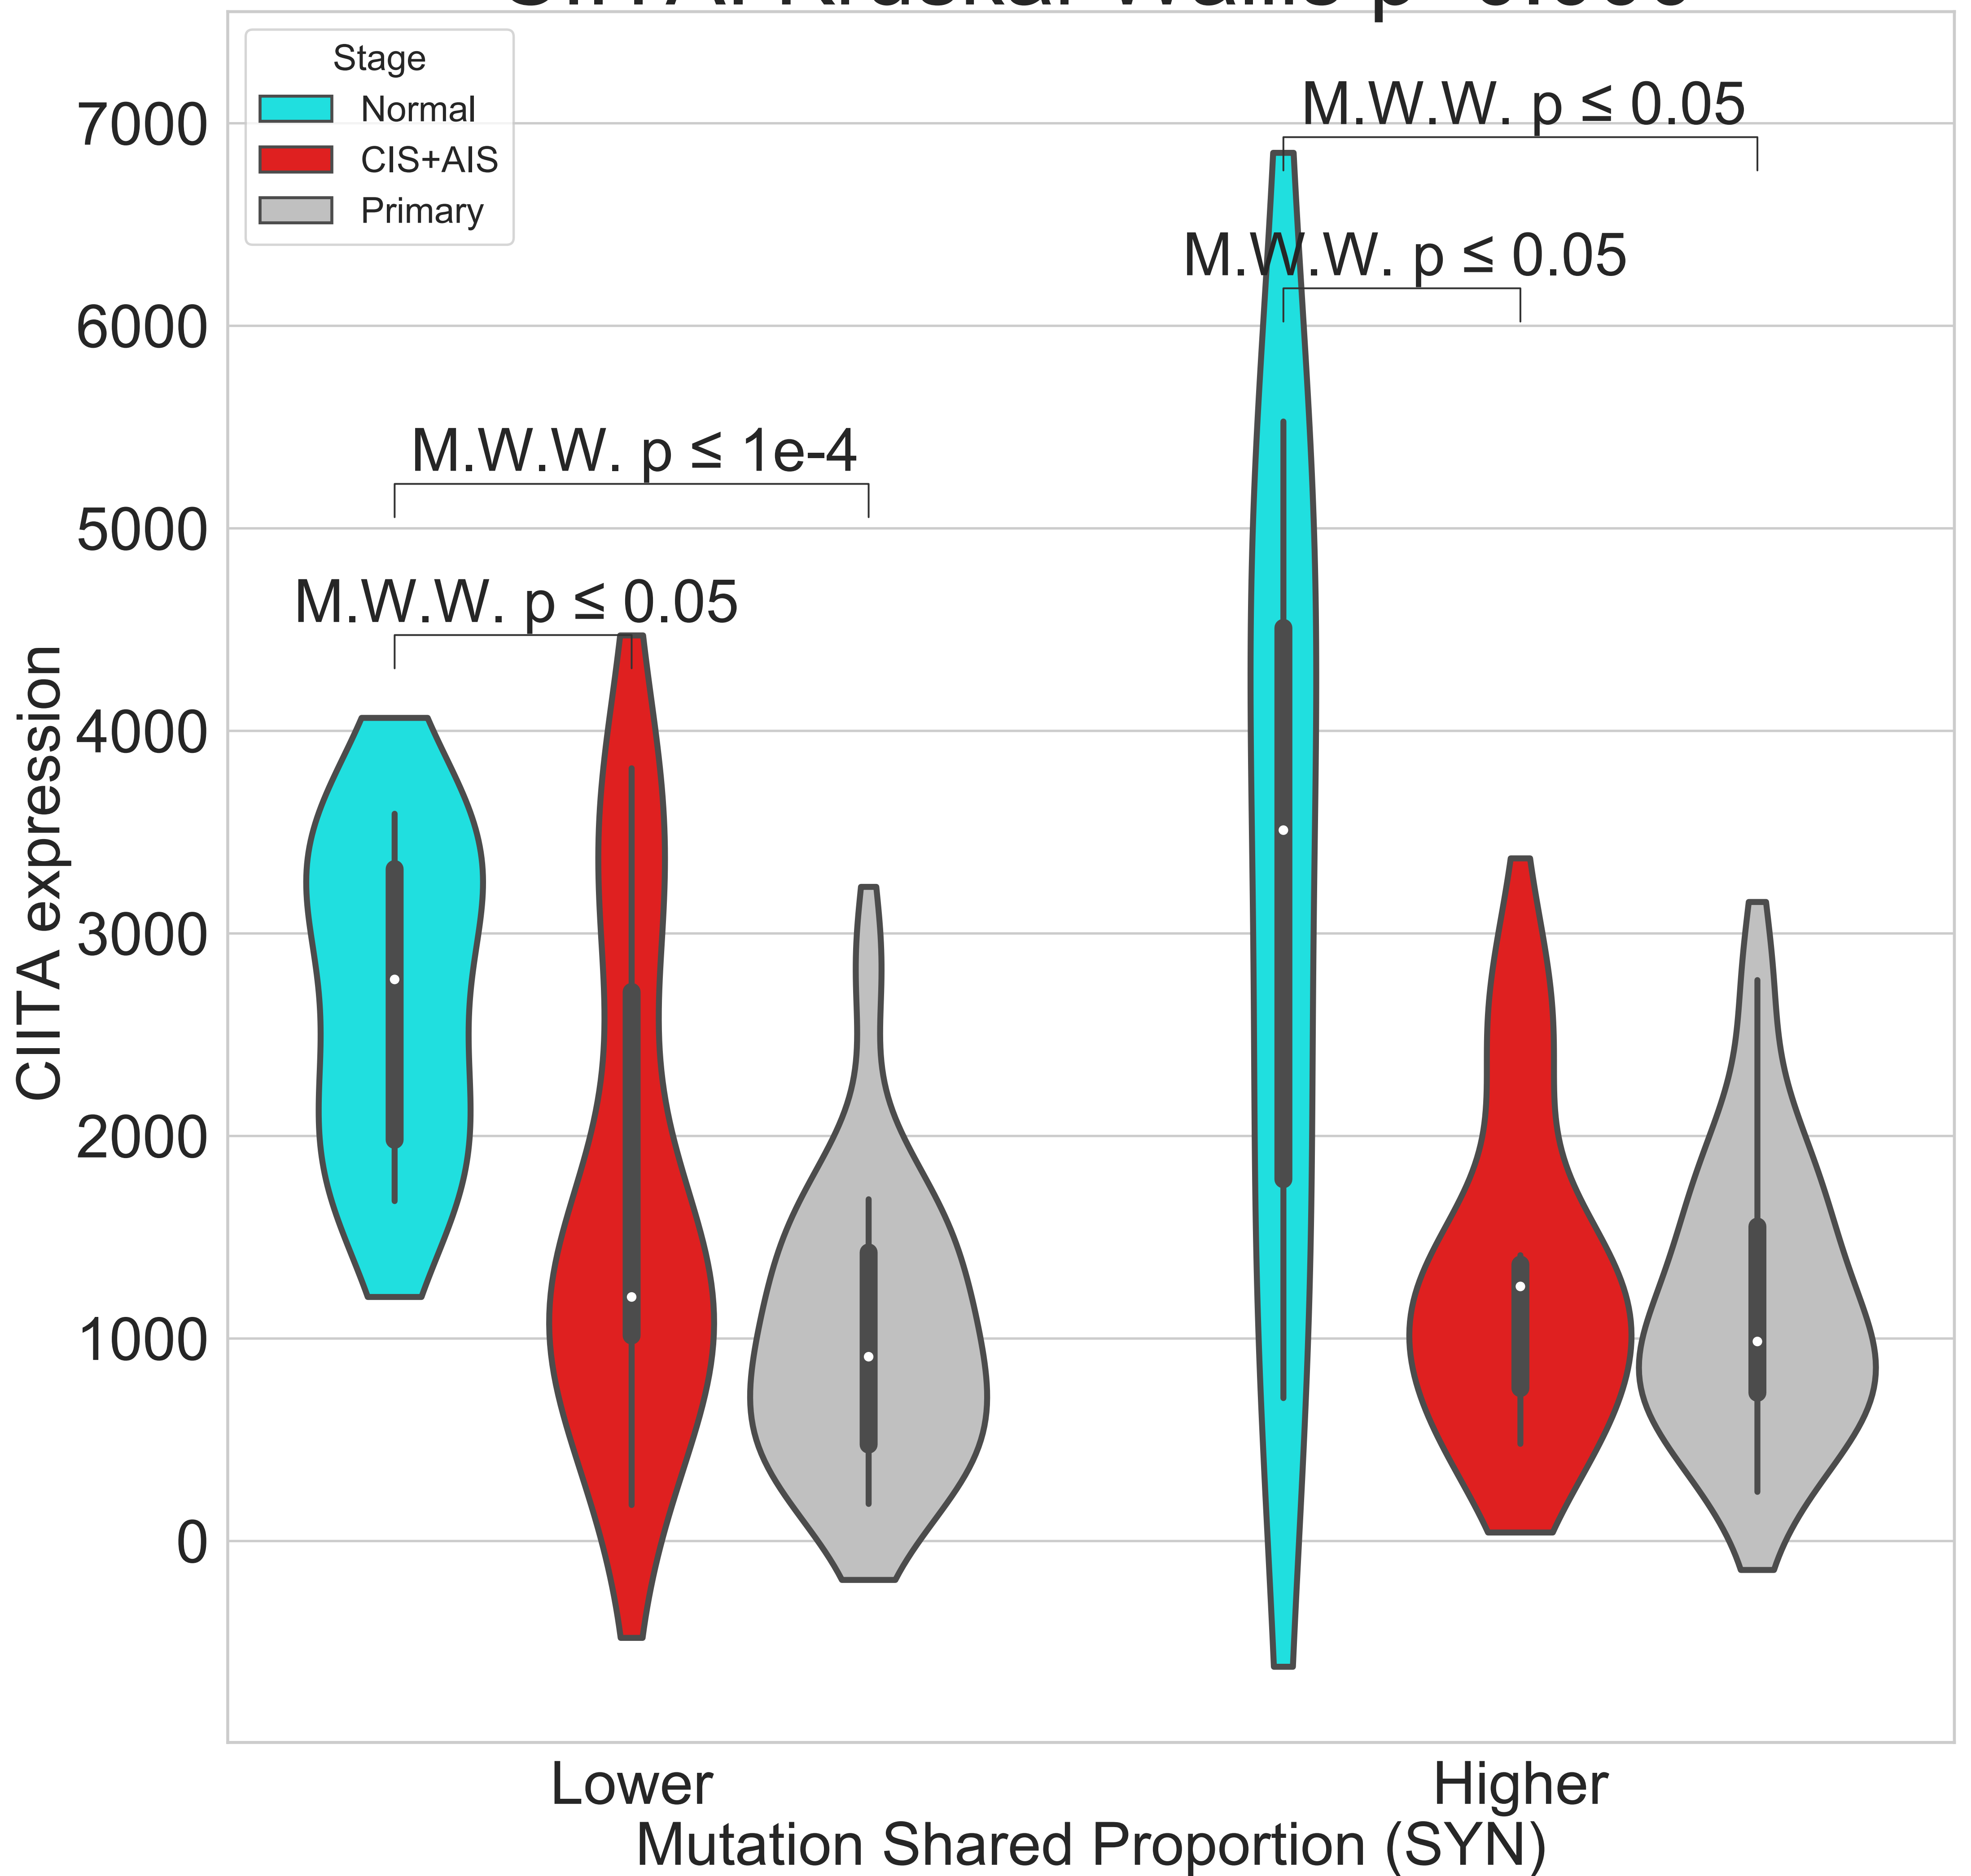 Stage
Normal
CIS+AIS
Primary
M.W.W. p ≤ 0.05
M.W.W. p ≤ 0.05
M.W.W. p ≤ 1e-4
M.W.W. p ≤ 0.05
7000
6000
5000
4000
3000
2000
1000
0
CIITA expression
Lower
Higher
Mutation Shared Proportion (SYN)